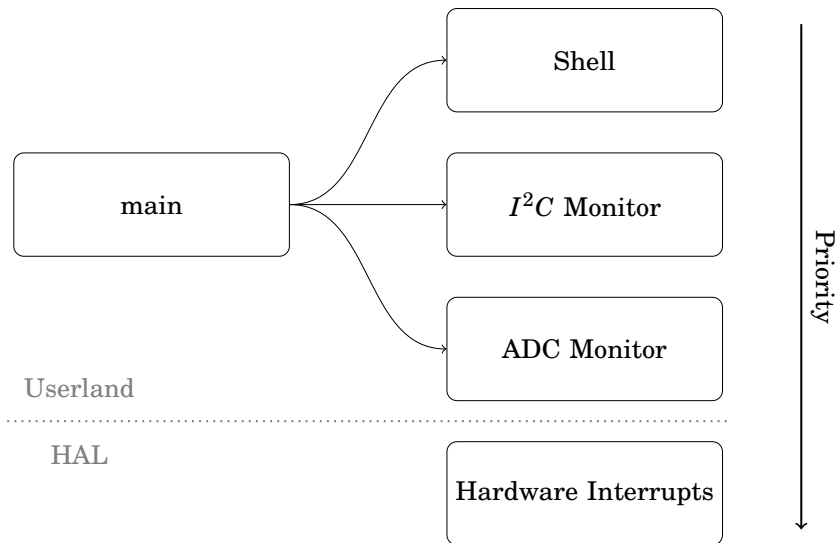 Shell
main
I²C Monitor
Priority
ADC Monitor
Userland
HAL
Hardware Interrupts